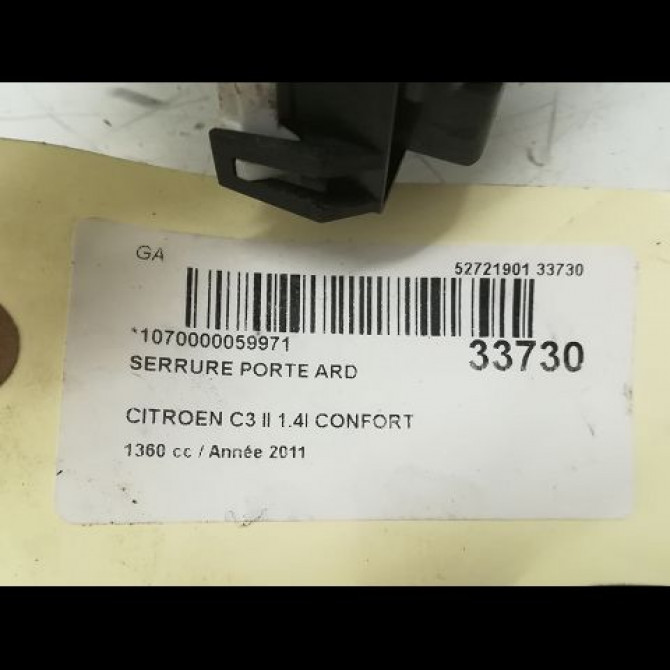 GA
52721901 33730
*1070000059971
33730
SERRURE PORTE ARD
CITROEN C3 II 1.4I CONFORT
1360 cc / Année 2011